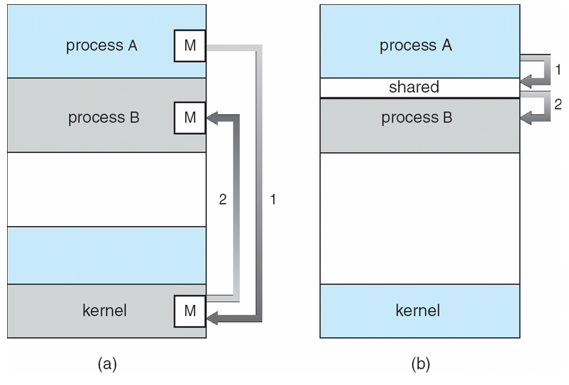 process A
M
process B
M
2
1
kernel
M
(a)
process A
1
shared
2
process B
kernel
(b)